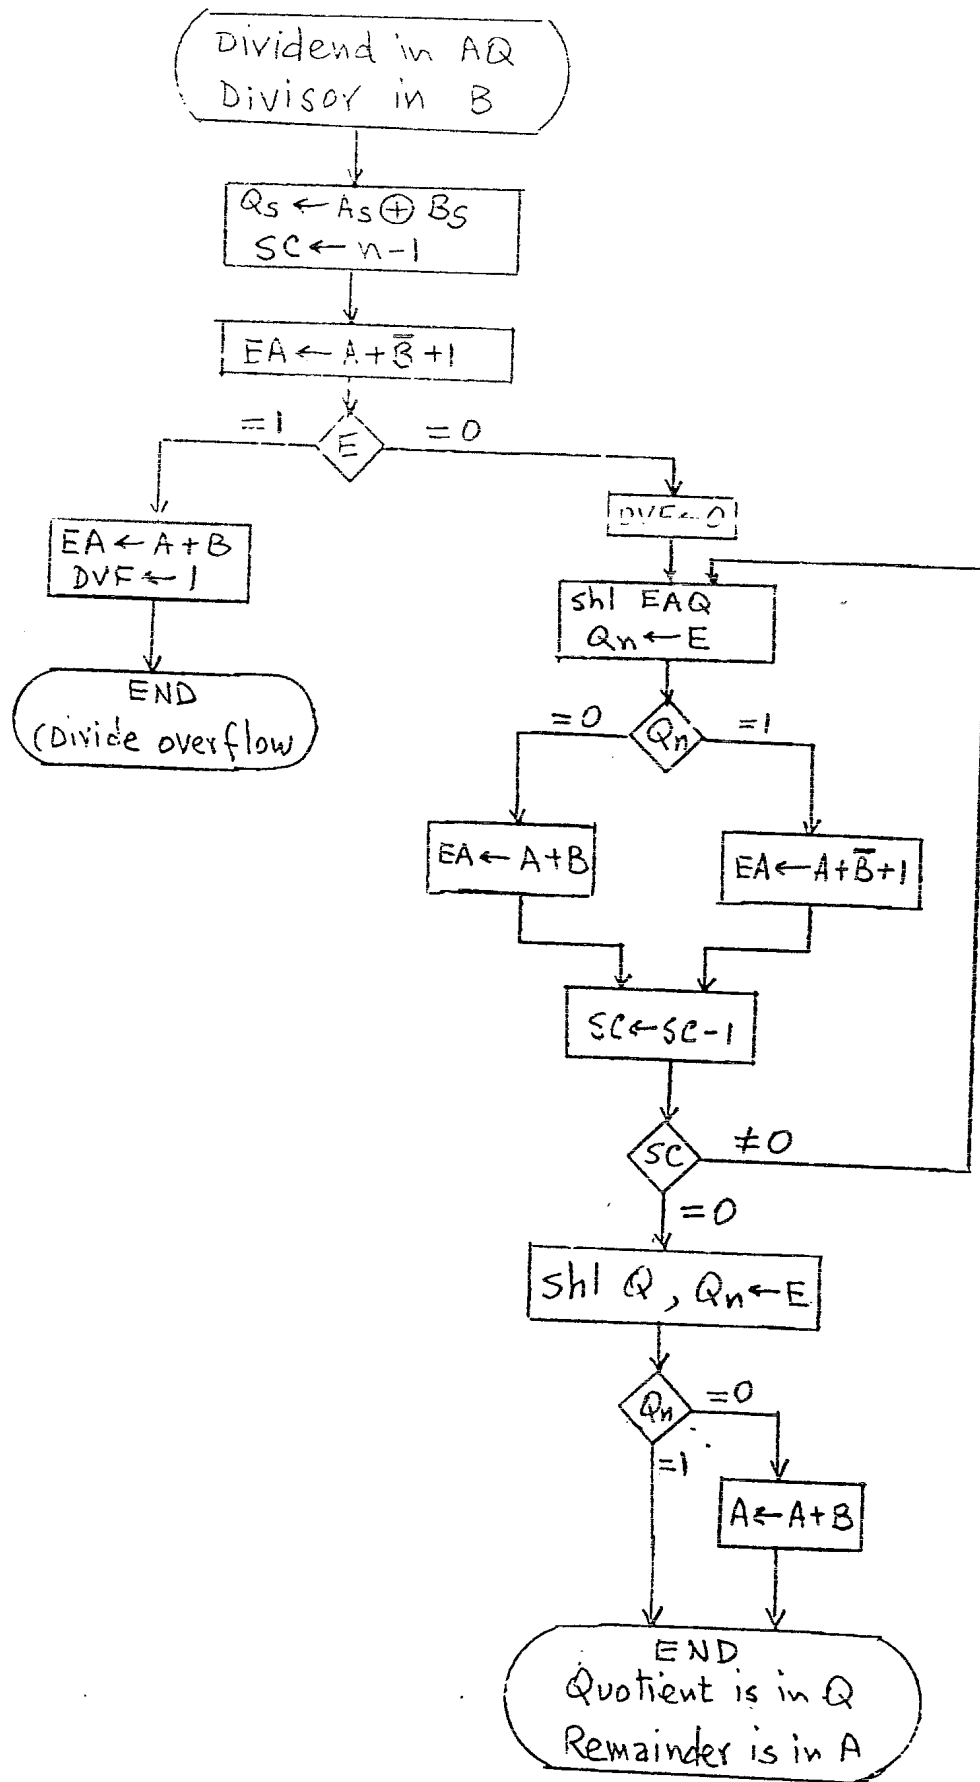 Dividend in AQ
Divisor in B
Qs ← As ⊕ Bs
SC ← n-1
EA ← A + B̅ + 1
=1
E
=0
EA ← A + B
DVF ← 1
END
(Divide overflow
DVF ← 0
shl EAQ
Qn ← E
=0
Qn
=1
EA ← A + B
EA ← A + B̅ + 1
SC ← SC - 1
SC
≠0
=0
shl Q, Qn ← E
Qn
=0
=1
A ← A + B
END
Quotient is in Q
Remainder is in A